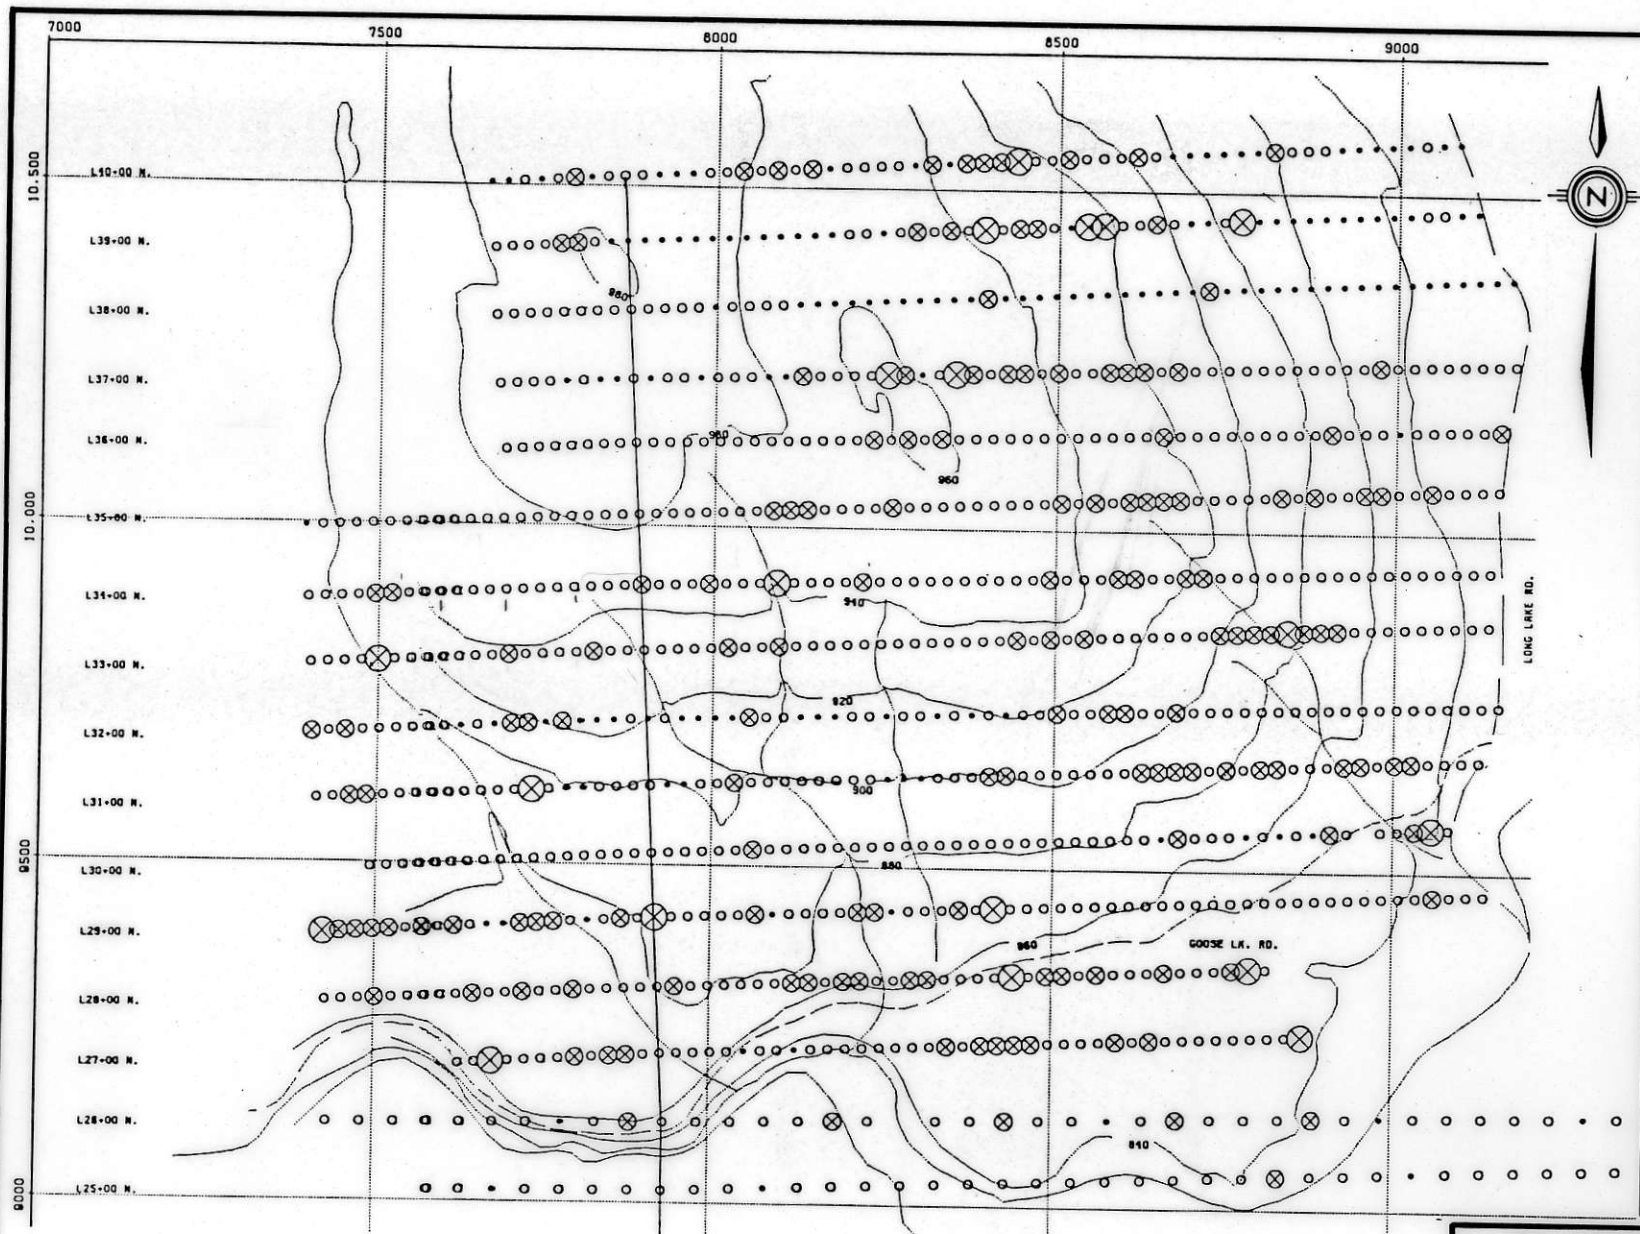 7000
7500
8000
8500
9000
10.500
L40+00 N.
N
L39+00 N.
980
L38+00 N.
L37+00 N.
L36+00 N.
980
960
10.000
L35+00 N.
L34+00 N.
940
LONG LAKE RD.
L33+00 N.
920
L32+00 N.
L31+00 N.
900
9500
L30+00 N.
880
L29+00 N.
860
GOOSE LK. RD.
L28+00 N.
L27+00 N.
L26+00 N.
840
9000
L25+00 N.